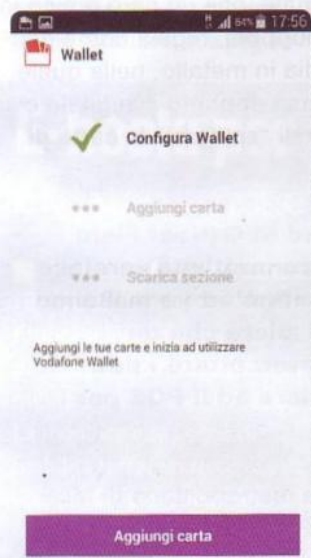 64% 17:56
Wallet
Configura Wallet
Aggiungi carta
Scarica sezione
Aggiungi le tue carte e inizia ad utilizzare
Vodafone Wallet
Aggiungi carta